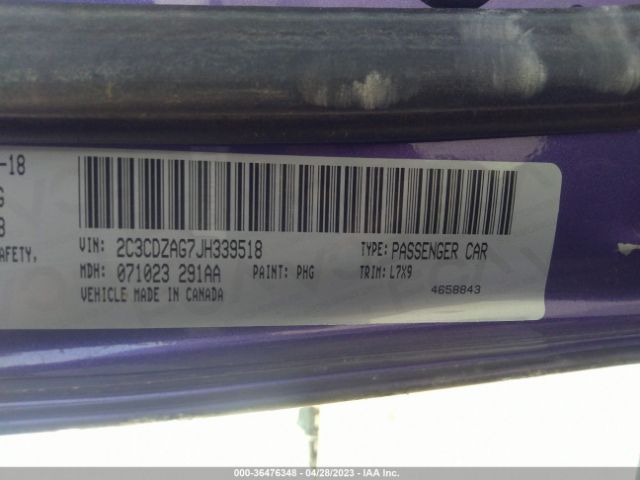 -18
G
8
AFETY.
VIN: 2C3CDZAG7JH339518 TYPE: PASSENGER CAR
MDH: 071023 291AA PAINT: PHG TRIM: L7X9
VEHICLE MADE IN CANADA 4658843
000-36476348 | 04/28/2023 - IAA Inc.